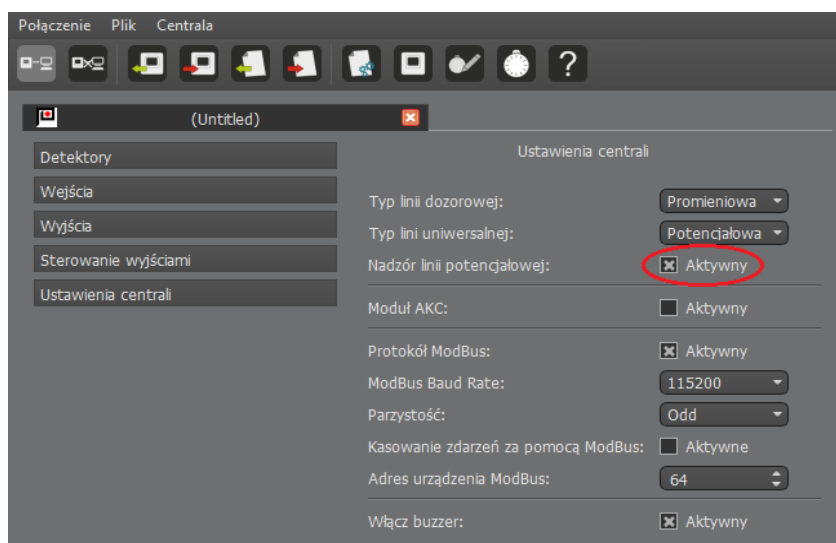 Połączenie Plik Centrala
?
(Untitled)
Detektory
Wejścia
Wyjścia
Sterowanie wyjściami
Ustawienia centrali
Ustawienia centrali
Typ linii dozorowej: Promieniowa
Typ lini uniwersalnej: Potencjałowa
Nadzór linii potencjałowej: Aktywny
Moduł AKC: Aktywny
Protokół ModBus: Aktywny
ModBus Baud Rate: 115200
Parzystość: Odd
Kasowanie zdarzeń za pomocą ModBus: Aktywne
Adres urządzenia ModBus: 64
Włącz buzzer: Aktywny